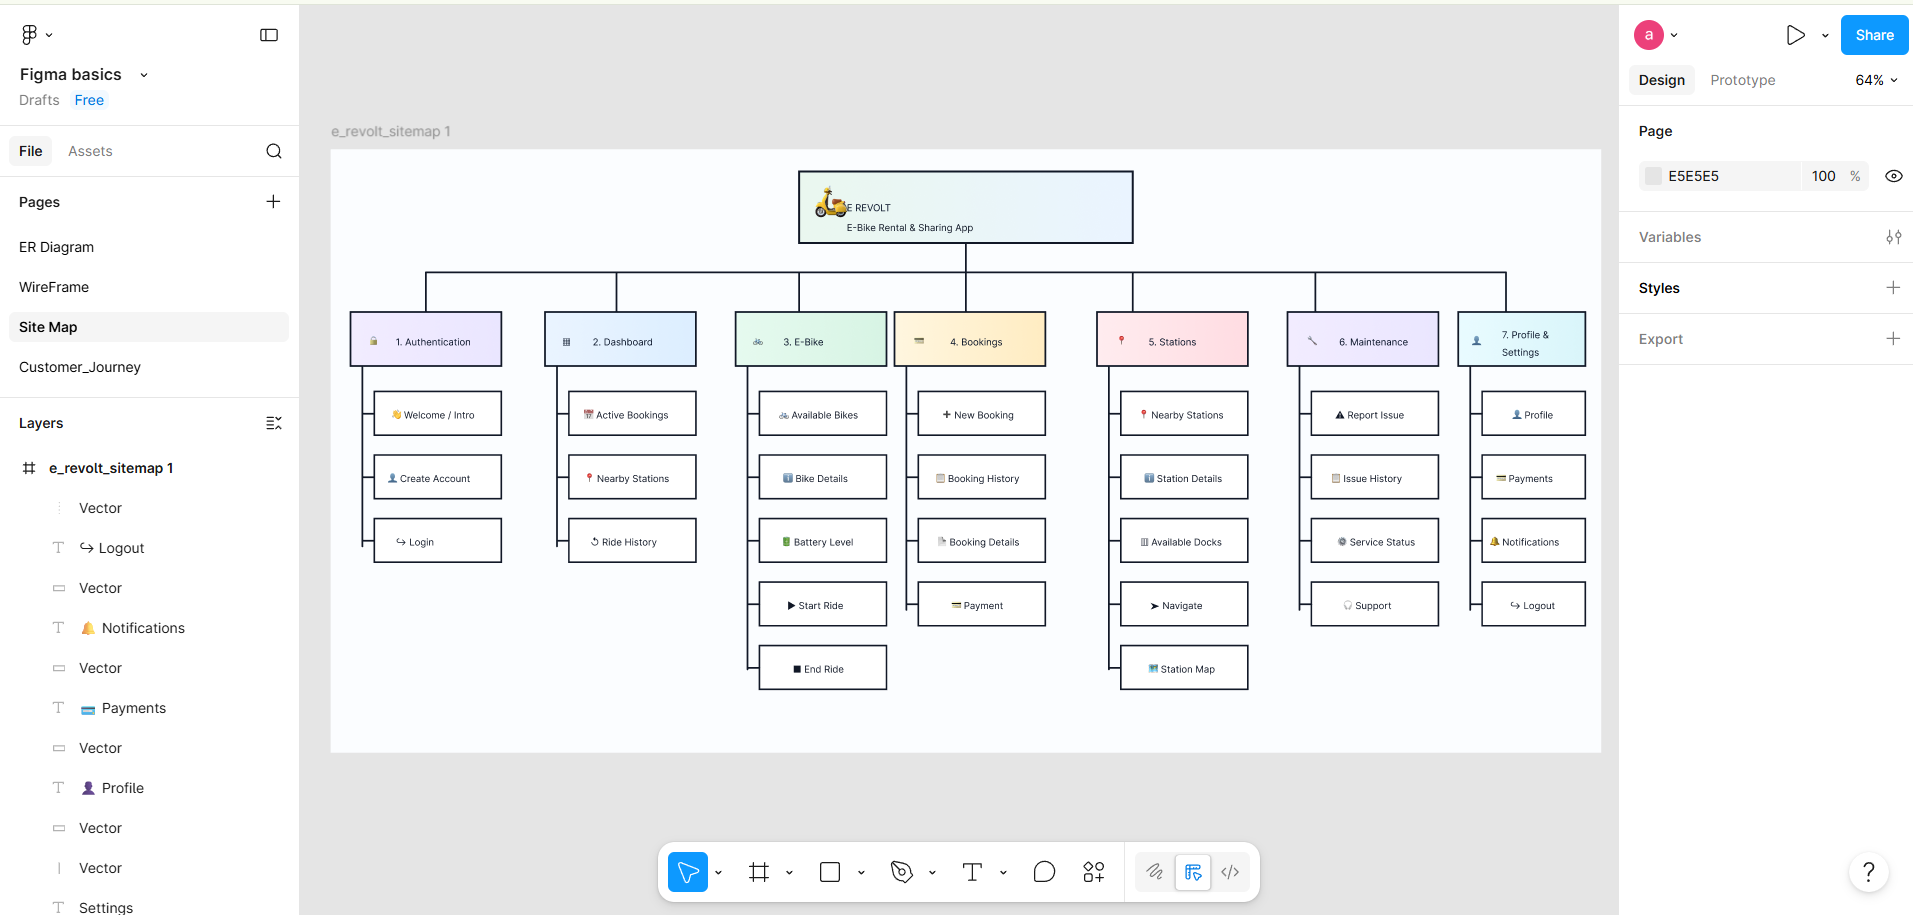 Figma basics
Drafts Free
File Assets
Pages
ER Diagram
WireFrame
Site Map
Customer_Journey
Layers
e_revolt_sitemap 1
Vector
Logout
Vector
Notifications
Vector
Payments
Vector
Profile
Vector
Vector
Settings
e_revolt_sitemap 1
E REVOLT
E-Bike Rental & Sharing App
1. Authentication
Welcome / Intro
Create Account
Login
2. Dashboard
Active Bookings
Nearby Stations
Ride History
3. E-Bike
Available Bikes
Bike Details
Battery Level
Start Ride
End Ride
4. Bookings
New Booking
Booking History
Booking Details
Payment
5. Stations
Nearby Stations
Station Details
Available Docks
Navigate
Station Map
6. Maintenance
Report Issue
Issue History
Service Status
Support
7. Profile &
Settings
Profile
Payments
Notifications
Logout
a
Share
Design Prototype 64%
Page
E5E5E5 100 %
Variables
Styles
Export
?